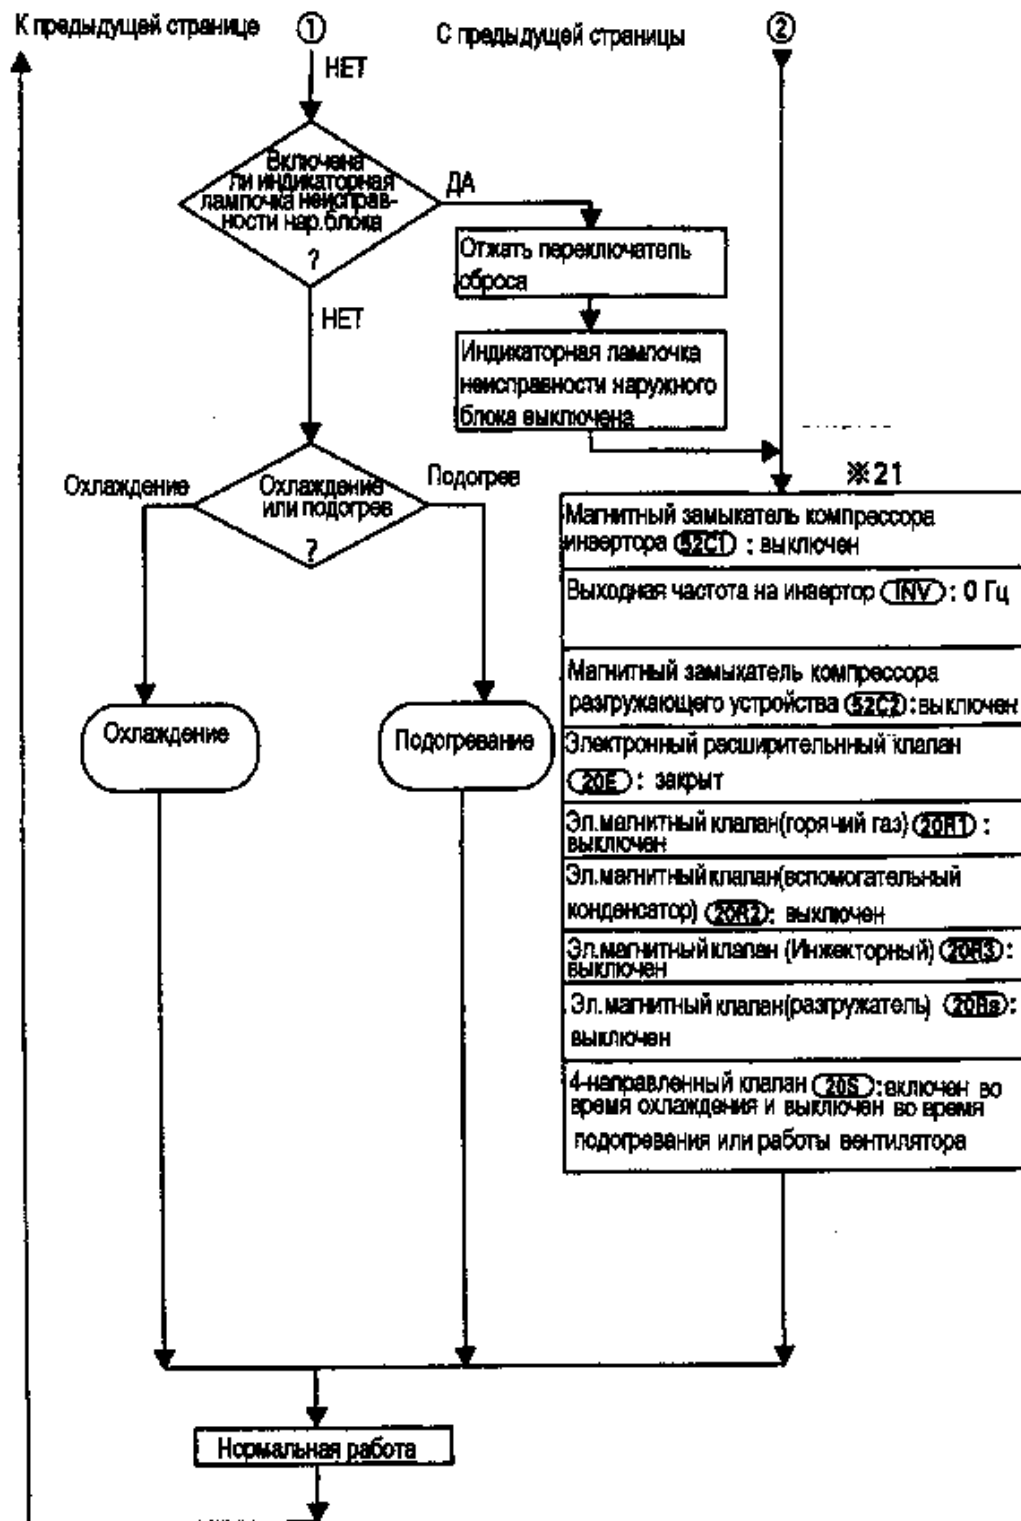 К предыдущей странице
①
С предыдущей страницы
②
НЕТ
Включена
ли индикаторная
лампочка неисправ-
ности нар.блока
?
ДА
Отжать переключатель
сброса
НЕТ
Индикаторная лампочка
неисправности наружного
блока выключена
Охлаждение
Охлаждение
или подогрев
?
Подогрев
※21
Магнитный замыкатель компрессора
инвертора 52C1 : выключен
Выходная частота на инвертор INV : 0 Гц
Магнитный замыкатель компрессора
разгружающего устройства 52C2 :выключен
Электронный расширительнный клапан
20E : закрыт
Эл.магнитный клапан(горячий газ) 20R1 :
выключен
Эл.магнитный клапан(вспомогательный
конденсатор) 20R2 : выключен
Эл.магнитный клапан (Инжекторный) 20R3 :
выключен
Эл.магнитный клапан(разгружатель) 20Rs :
выключен
4-направленный клапан 20S :включен во
время охлаждения и выключен во время
подогревания или работы вентилятора
Охлаждение
Подогревание
Нормальная работа